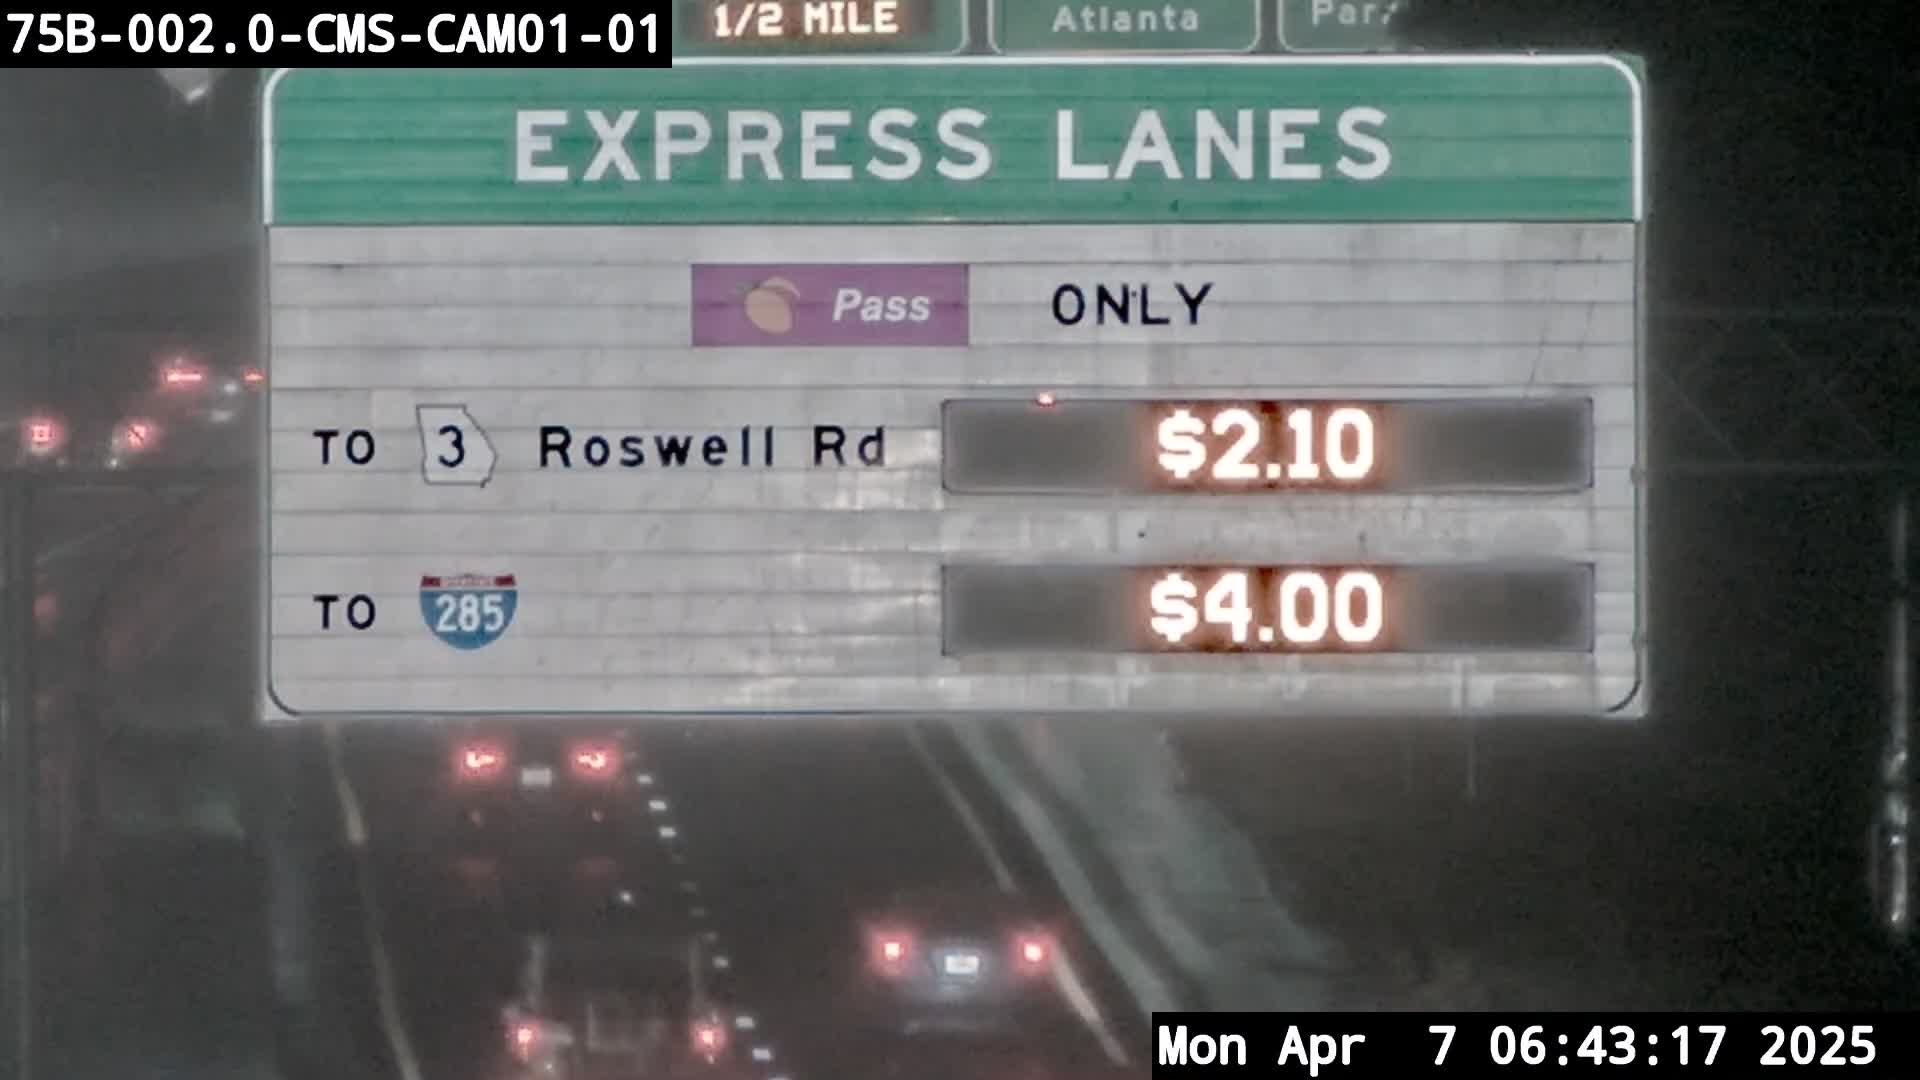 75B-002.0-CMS-CAM01-01
1/2 MILE
Atlanta
EXPRESS LANES
Pass ONLY
TO 3 Roswell Rd $2.10
TO 285 $4.00
Mon Apr 7 06:43:17 2025